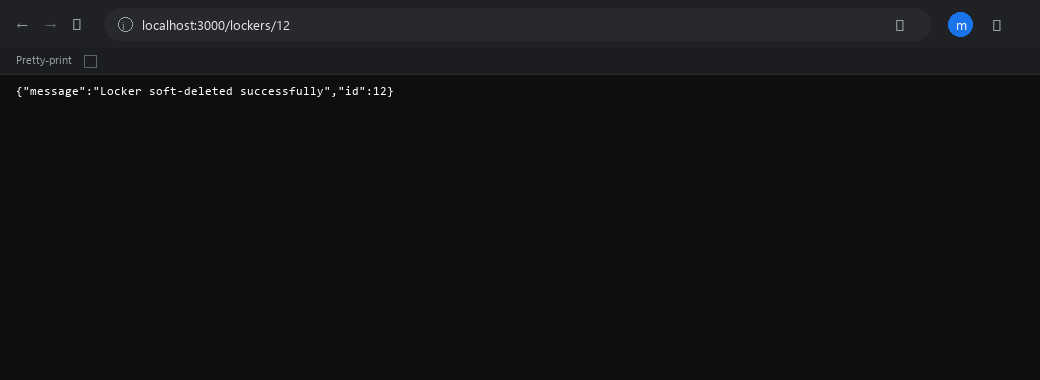 localhost:3000/lockers/12
m
Pretty-print
{"message":"Locker soft-deleted successfully","id":12}